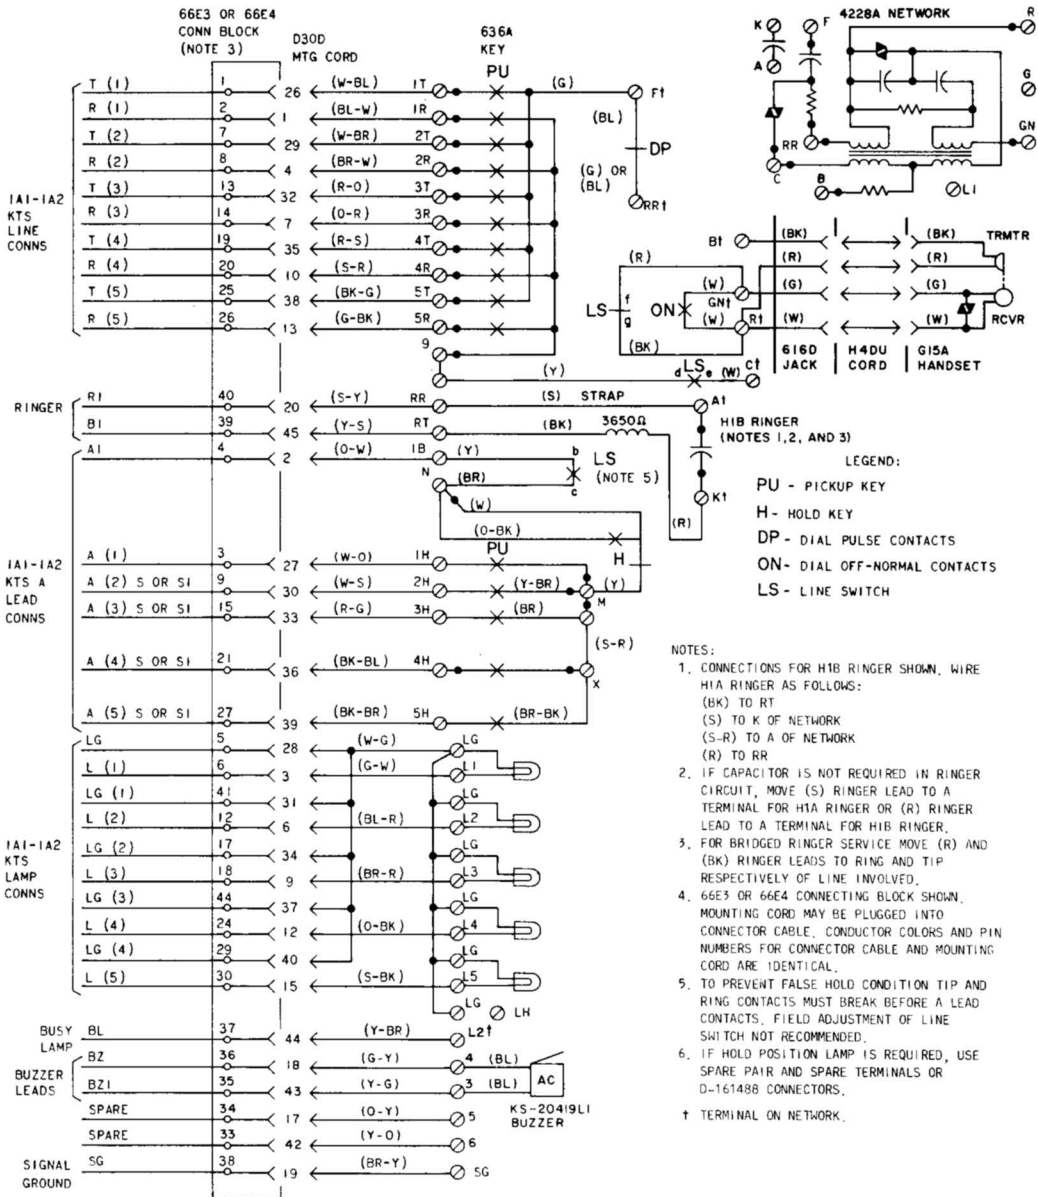 66E3 OR 66E4
CONN BLOCK
(NOTE 3)
D30D
MTG CORD
636A
KEY
PU
4228A NETWORK
K
F
R
A
G
GN
RR
C
B
L1
T (1) 1 26 (W-BL) 1T (G) F†
R (1) 2 1 (BL-W) 1R (BL)
T (2) 7 29 (W-BR) 2T DP
R (2) 8 4 (BR-W) 2R (G) OR
(BL)
T (3) 13 32 (R-O) 3T RR†
R (3) 14 7 (O-R) 3R
T (4) 19 35 (R-S) 4T
R (4) 20 10 (S-R) 4R
T (5) 25 38 (BK-G) 5T
R (5) 26 13 (G-BK) 5R
1A1-1A2
KTS
LINE
CONNS
9
(Y)
d LS e (W) C†
B† (BK) (BK) TRMTR
(R) (R) (R)
(W) GN† (G) (G)
LS f g ON
(W) R† (W) (W) RCVR
(BK)
616D
JACK
H4DU
CORD
G15A
HANDSET
RINGER
R1 40 20 (S-Y) RR (S) STRAP A†
B1 39 45 (Y-S) RT (BK) 3650Ω
H1B RINGER
(NOTES 1,2, AND 3)
K†
(R)
A1 4 2 (O-W) 1B (Y) b LS
(NOTE 5)
N (BR) c
(W)
(O-BK)
PU
H
1A1-1A2
KTS A
LEAD
CONNS
A (1) 3 27 (W-O) 1H
A (2) S OR S1 9 30 (W-S) 2H (Y-BR) M (Y)
A (3) S OR S1 15 33 (R-G) 3H (BR)
(S-R)
A (4) S OR S1 21 36 (BK-BL) 4H X
A (5) S OR S1 27 39 (BK-BR) 5H (BR-BK)
LEGEND:
PU - PICKUP KEY
H - HOLD KEY
DP - DIAL PULSE CONTACTS
ON - DIAL OFF-NORMAL CONTACTS
LS - LINE SWITCH
1A1-1A2
KTS
LAMP
CONNS
LG 5 28 (W-G) LG
L (1) 6 3 (G-W) L1
LG (1) 41 31 LG
L (2) 12 6 (BL-R) L2
LG (2) 17 34 LG
L (3) 18 9 (BR-R) L3
LG (3) 44 37 LG
L (4) 24 12 (O-BK) L4
LG (4) 29 40 LG
L (5) 30 15 (S-BK) L5
LG LH
BUSY
LAMP
BL 37 44 (Y-BR) L2†
BUZZER
LEADS
BZ 36 18 (G-Y) 4 (BL)
BZ1 35 43 (Y-G) 3 (BL)
AC
KS-20419L1
BUZZER
SPARE 34 17 (O-Y) 5
SPARE 33 42 (Y-O) 6
SIGNAL
GROUND
SG 38 19 (BR-Y) SG
NOTES:
1. CONNECTIONS FOR H1B RINGER SHOWN. WIRE
H1A RINGER AS FOLLOWS:
(BK) TO RT
(S) TO K OF NETWORK
(S-R) TO A OF NETWORK
(R) TO RR
2. IF CAPACITOR IS NOT REQUIRED IN RINGER
CIRCUIT, MOVE (S) RINGER LEAD TO A
TERMINAL FOR H1A RINGER OR (R) RINGER
LEAD TO A TERMINAL FOR H1B RINGER.
3. FOR BRIDGED RINGER SERVICE MOVE (R) AND
(BK) RINGER LEADS TO RING AND TIP
RESPECTIVELY OF LINE INVOLVED.
4. 66E3 OR 66E4 CONNECTING BLOCK SHOWN.
MOUNTING CORD MAY BE PLUGGED INTO
CONNECTOR CABLE. CONDUCTOR COLORS AND PIN
NUMBERS FOR CONNECTOR CABLE AND MOUNTING
CORD ARE IDENTICAL.
5. TO PREVENT FALSE HOLD CONDITION TIP AND
RING CONTACTS MUST BREAK BEFORE A LEAD
CONTACTS. FIELD ADJUSTMENT OF LINE
SWITCH NOT RECOMMENDED.
6. IF HOLD POSITION LAMP IS REQUIRED, USE
SPARE PAIR AND SPARE TERMINALS OR
D-161488 CONNECTORS.
† TERMINAL ON NETWORK.